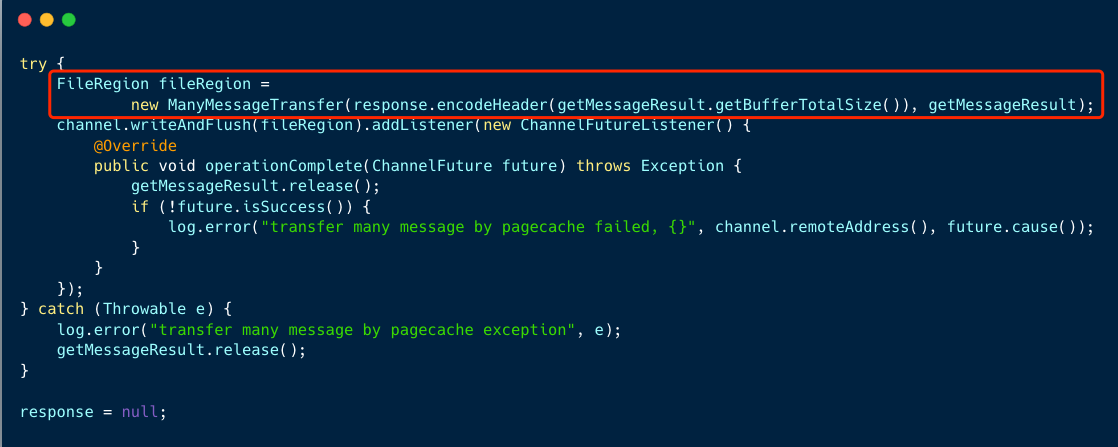 try {
    FileRegion fileRegion =
            new ManyMessageTransfer(response.encodeHeader(getMessageResult.getBufferTotalSize()), getMessageResult);
    channel.writeAndFlush(fileRegion).addListener(new ChannelFutureListener() {
        @Override
        public void operationComplete(ChannelFuture future) throws Exception {
            getMessageResult.release();
            if (!future.isSuccess()) {
                log.error("transfer many message by pagecache failed, {}", channel.remoteAddress(), future.cause());
            }
        }
    });
} catch (Throwable e) {
    log.error("transfer many message by pagecache exception", e);
    getMessageResult.release();
}
response = null;